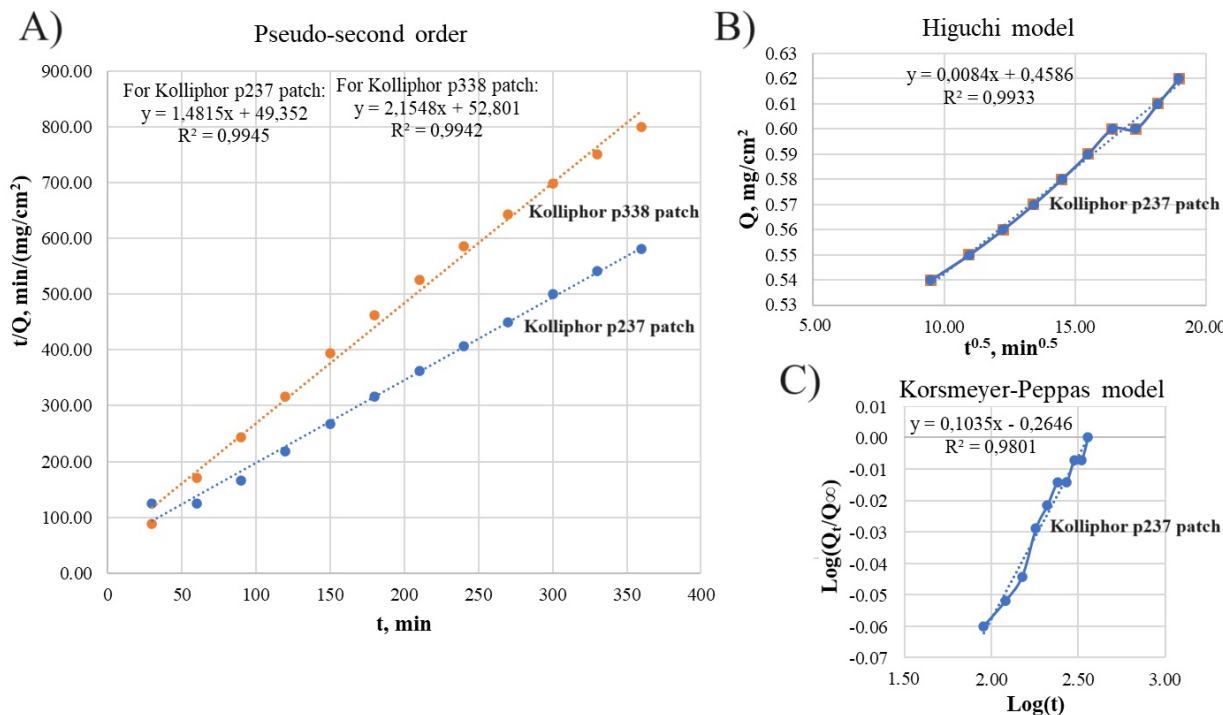 A)
Pseudo-second order
For Kolliphor p237 patch:
y = 1,4815x + 49,352
R² = 0,9945
For Kolliphor p338 patch:
y = 2,1548x + 52,801
R² = 0,9942
t/Q, min/(mg/cm²)
900.00
800.00
700.00
600.00
500.00
400.00
300.00
200.00
100.00
0.00
Kolliphor p338 patch
Kolliphor p237 patch
0 50 100 150 200 250 300 350 400
t, min
B)
Higuchi model
y = 0,0084x + 0,4586
R² = 0,9933
Q, mg/cm²
0.63
0.62
0.61
0.60
0.59
0.58
0.57
0.56
0.55
0.54
0.53
Kolliphor p237 patch
5.00 10.00 15.00 20.00
t⁰·⁵, min⁰·⁵
C)
Korsmeyer-Peppas model
y = 0,1035x - 0,2646
R² = 0,9801
Log(Qt/Q∞)
0.01
0.00
-0.01
-0.02
-0.03
-0.04
-0.05
-0.06
-0.07
Kolliphor p237 patch
1.50 2.00 2.50 3.00
Log(t)